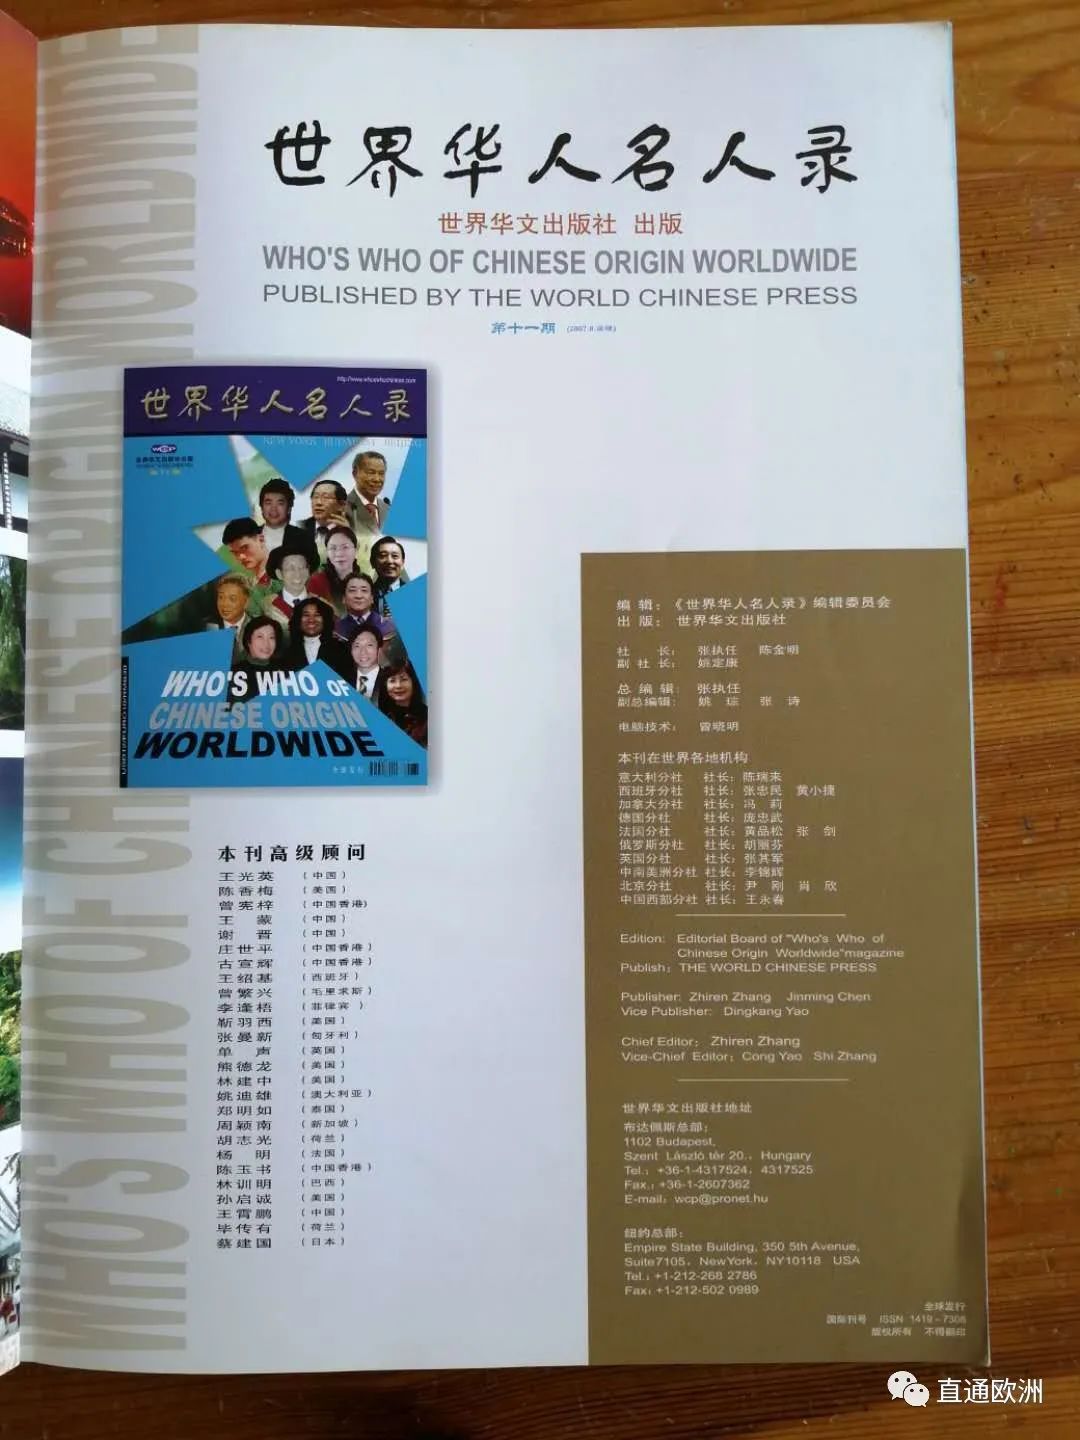 WHO'S WHO OF CHINESE ORIGIN WORLDWIDE
世界华人名人录
世界华文出版社 出版
WHO'S WHO OF CHINESE ORIGIN WORLDWIDE
PUBLISHED BY THE WORLD CHINESE PRESS
第十一期
世界华人名人录
NEW YORK BUDAPEST BEIJING
WCP
WHO'S WHO OF
CHINESE ORIGIN
WORLDWIDE
全球发行
本刊高级顾问
王光英 (中国)
陈香梅 (美国)
曾宪梓 (中国香港)
王 蒙 (中国)
谢 晋 (中国)
庄世平 (中国香港)
古宣辉 (中国香港)
王绍基 (西班牙)
曾繁兴 (毛里求斯)
李逢梧 (菲律宾)
靳羽西 (美国)
张曼新 (匈牙利)
单 声 (英国)
熊德龙 (美国)
林建中 (美国)
姚迪雄 (澳大利亚)
郑明如 (泰国)
周颖南 (新加坡)
胡志光 (荷兰)
杨 明 (法国)
陈玉书 (中国香港)
林训明 (巴西)
孙启诚 (美国)
王霄鹏 (中国)
毕传有 (荷兰)
蔡建国 (日本)
编 辑：《世界华人名人录》编辑委员会
出 版： 世界华文出版社
社 长： 张执任 陈金明
副 社 长： 姚定康
总 编 辑： 张执任
副总编辑： 姚 琮 张 诗
电脑技术： 曾晓明
本刊在世界各地机构
意大利分社 社长：陈瑞来
西班牙分社 社长：张忠民 黄小捷
加拿大分社 社长：冯 莉
德国分社 社长：庞忠武
法国分社 社长：黄品松 张 剑
俄罗斯分社 社长：胡丽芬
英国分社 社长：张其军
中南美洲分社 社长：李锦辉
北京分社 社长：尹 刚 肖 欣
中国西部分社 社长：王永春
Edition: Editorial Board of "Who's Who of
Chinese Origin Worldwide"magazine
Publish: THE WORLD CHINESE PRESS
Publisher: Zhiren Zhang Jinming Chen
Vice Publisher: Dingkang Yao
Chief Editor: Zhiren Zhang
Vice-Chief Editor: Cong Yao Shi Zhang
世界华文出版社地址
布达佩斯总部：
1102 Budapest,
Szent László tér 20., Hungary
Tel.: +36-1-4317524, 4317525
Fax.: +36-1-2607362
E-mail: wcp@pronet.hu
纽约总部：
Empire State Building, 350 5th Avenue,
Suite7105, NewYork, NY10118 USA
Tel.: +1-212-268 2786
Fax: +1-212-502 0989
全球发行
国际刊号 ISSN 1419-7308
版权所有 不得翻印
直通欧洲